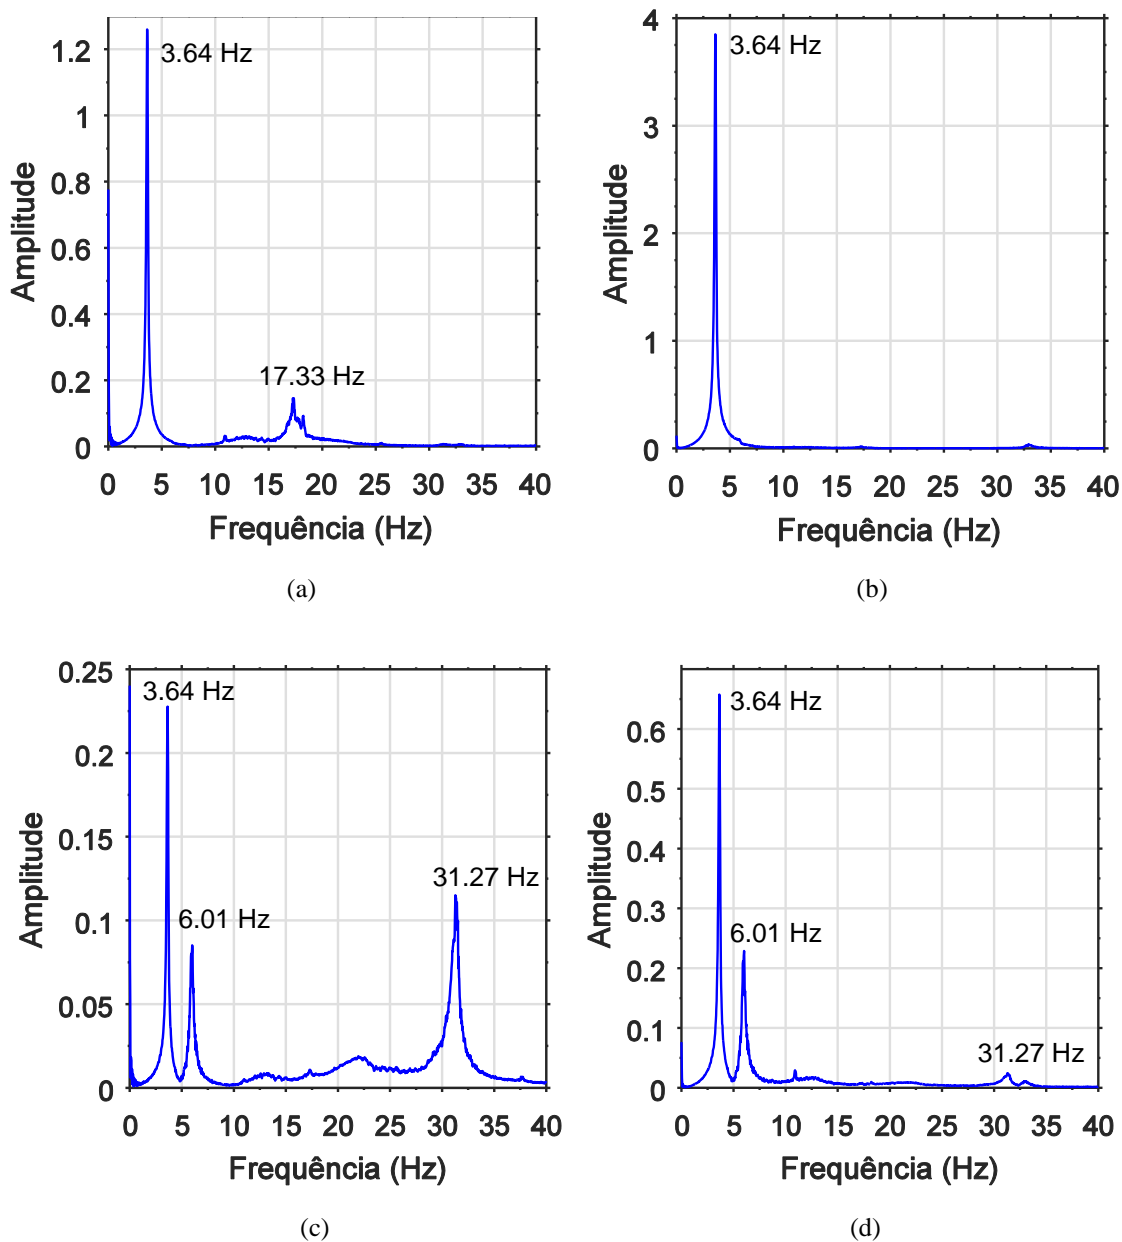 1.2
1
0.8
0.6
0.4
0.2
0
Amplitude
3.64 Hz
17.33 Hz
0 5 10 15 20 25 30 35 40
Frequência (Hz)
(a)
4
3
2
1
0
Amplitude
3.64 Hz
0 5 10 15 20 25 30 35 40
Frequência (Hz)
(b)
0.25
0.2
0.15
0.1
0.05
0
Amplitude
3.64 Hz
6.01 Hz
31.27 Hz
0 5 10 15 20 25 30 35 40
Frequência (Hz)
(c)
0.6
0.5
0.4
0.3
0.2
0.1
0
Amplitude
3.64 Hz
6.01 Hz
31.27 Hz
0 5 10 15 20 25 30 35 40
Frequência (Hz)
(d)